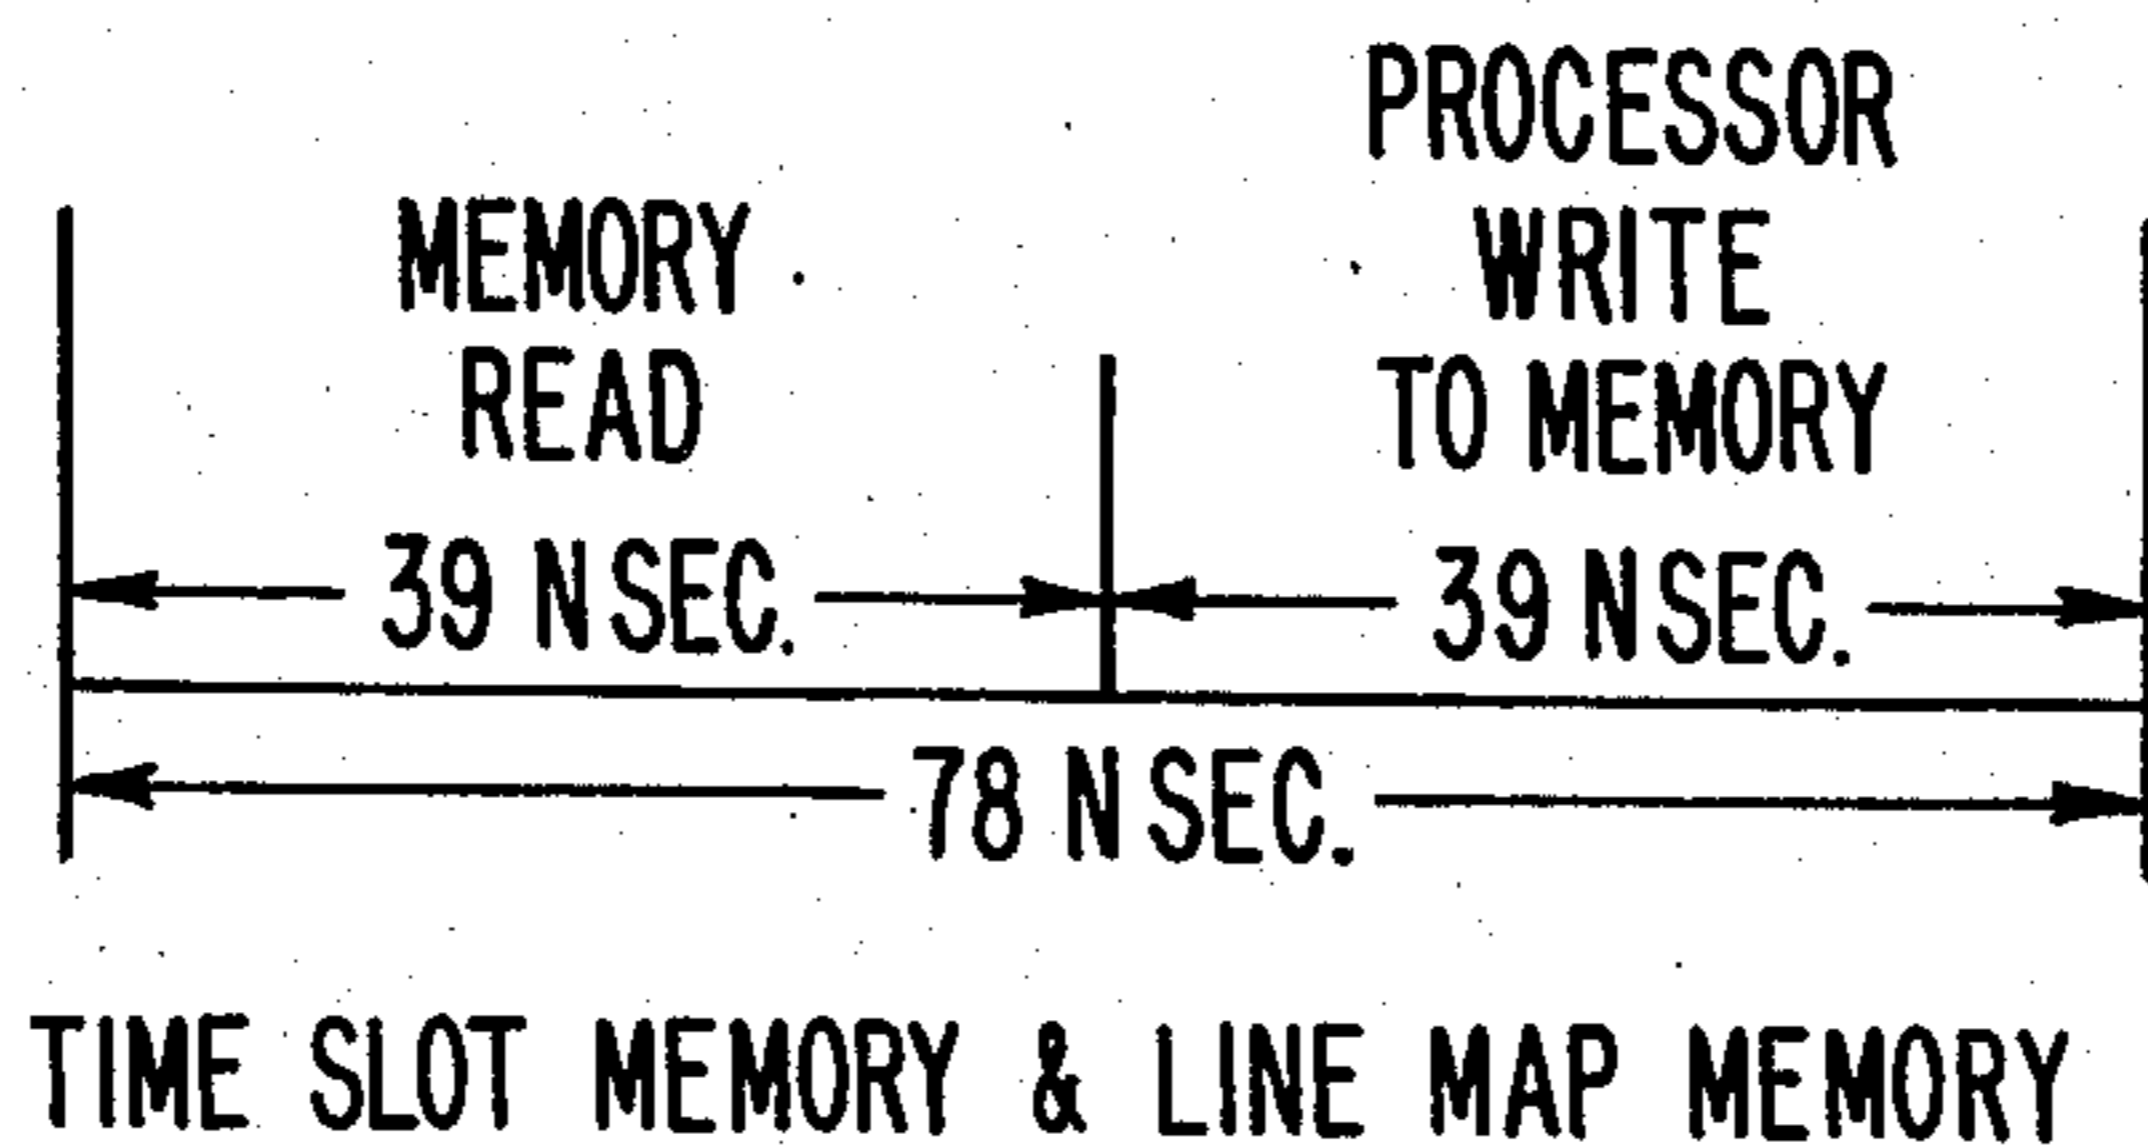 MEMORY
READ
PROCESSOR
WRITE
TO MEMORY
39 NSEC.
39 NSEC.
78 NSEC.
TIME SLOT MEMORY & LINE MAP MEMORY